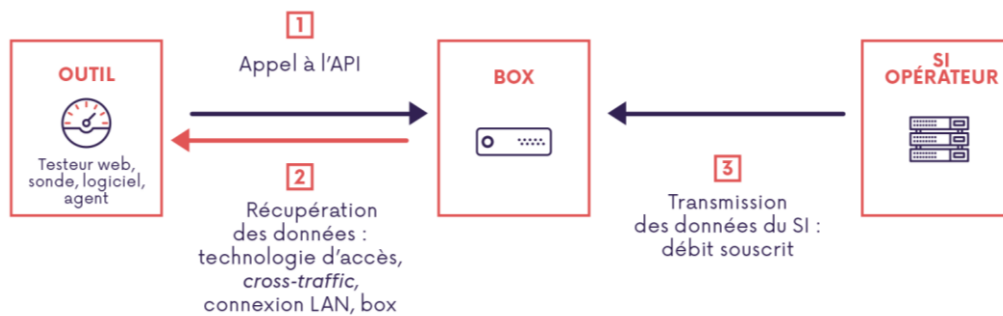 1
Appel à l'API
OUTIL
Testeur web,
sonde, logiciel,
agent
BOX
SI
OPÉRATEUR
2
Récupération
des données :
technologie d'accès,
cross-traffic,
connexion LAN, box
3
Transmission
des données du SI :
débit souscrit